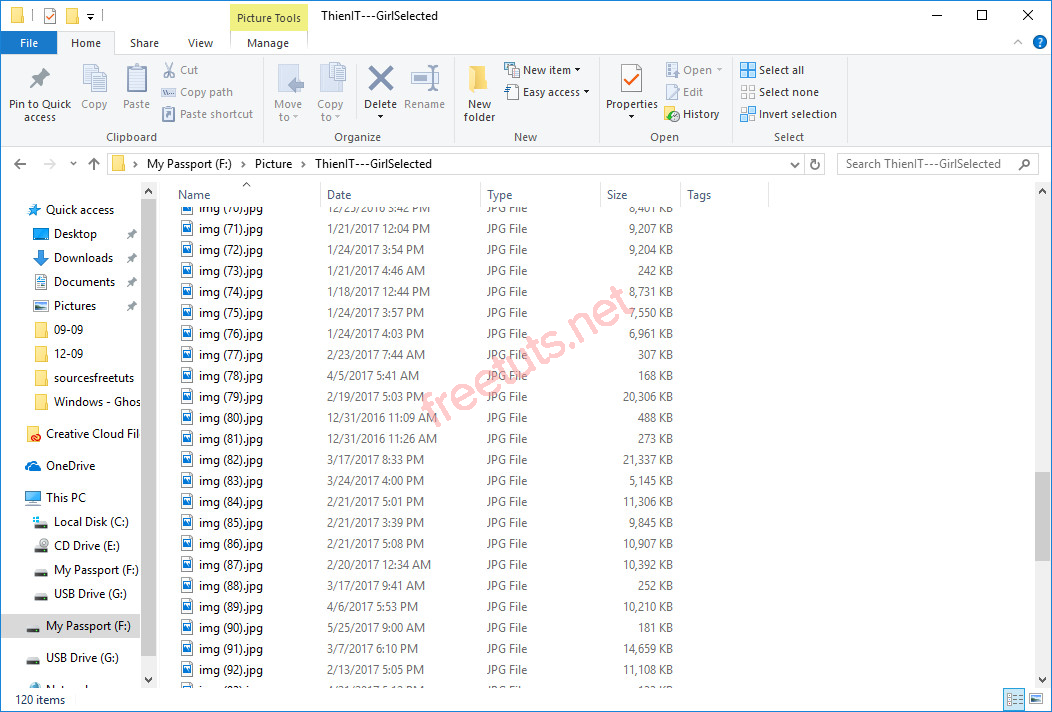 Picture Tools ThienIT---GirlSelected
File Home Share View Manage
Pin to Quick access
Copy
Paste
Cut
Copy path
Paste shortcut
Clipboard
Move to
Copy to
Delete
Rename
Organize
New folder
New item
Easy access
New
Properties
Open
Edit
History
Open
Select all
Select none
Invert selection
Select
My Passport (F:) Picture ThienIT---GirlSelected
Search ThienIT---GirlSelected
Quick access
Desktop
Downloads
Documents
Pictures
09-09
12-09
sourcesfreetuts
Windows - Ghos
Creative Cloud Fil
OneDrive
This PC
Local Disk (C:)
CD Drive (E:)
My Passport (F:)
USB Drive (G:)
My Passport (F:)
USB Drive (G:)
Name Date Type Size Tags
img (70).jpg 12/25/2016 3:42 PM JPG File 8,401 KB
img (71).jpg 1/21/2017 12:04 PM JPG File 9,207 KB
img (72).jpg 1/24/2017 3:54 PM JPG File 9,204 KB
img (73).jpg 1/21/2017 4:46 AM JPG File 242 KB
img (74).jpg 1/18/2017 12:44 PM JPG File 8,731 KB
img (75).jpg 1/24/2017 3:57 PM JPG File 7,550 KB
img (76).jpg 1/24/2017 4:03 PM JPG File 6,961 KB
img (77).jpg 2/23/2017 7:44 AM JPG File 307 KB
img (78).jpg 4/5/2017 5:41 AM JPG File 168 KB
img (79).jpg 2/19/2017 5:03 PM JPG File 20,306 KB
img (80).jpg 12/31/2016 11:09 AM JPG File 488 KB
img (81).jpg 12/31/2016 11:26 AM JPG File 273 KB
img (82).jpg 3/17/2017 8:33 PM JPG File 21,337 KB
img (83).jpg 3/24/2017 4:00 PM JPG File 5,145 KB
img (84).jpg 2/21/2017 5:01 PM JPG File 11,306 KB
img (85).jpg 2/21/2017 3:39 PM JPG File 9,845 KB
img (86).jpg 2/21/2017 5:08 PM JPG File 10,907 KB
img (87).jpg 2/20/2017 12:34 AM JPG File 10,392 KB
img (88).jpg 3/17/2017 9:41 AM JPG File 252 KB
img (89).jpg 4/6/2017 5:53 PM JPG File 10,210 KB
img (90).jpg 5/25/2017 9:00 AM JPG File 181 KB
img (91).jpg 3/7/2017 6:10 PM JPG File 14,659 KB
img (92).jpg 2/13/2017 5:05 PM JPG File 11,108 KB
freetuts.net
120 items